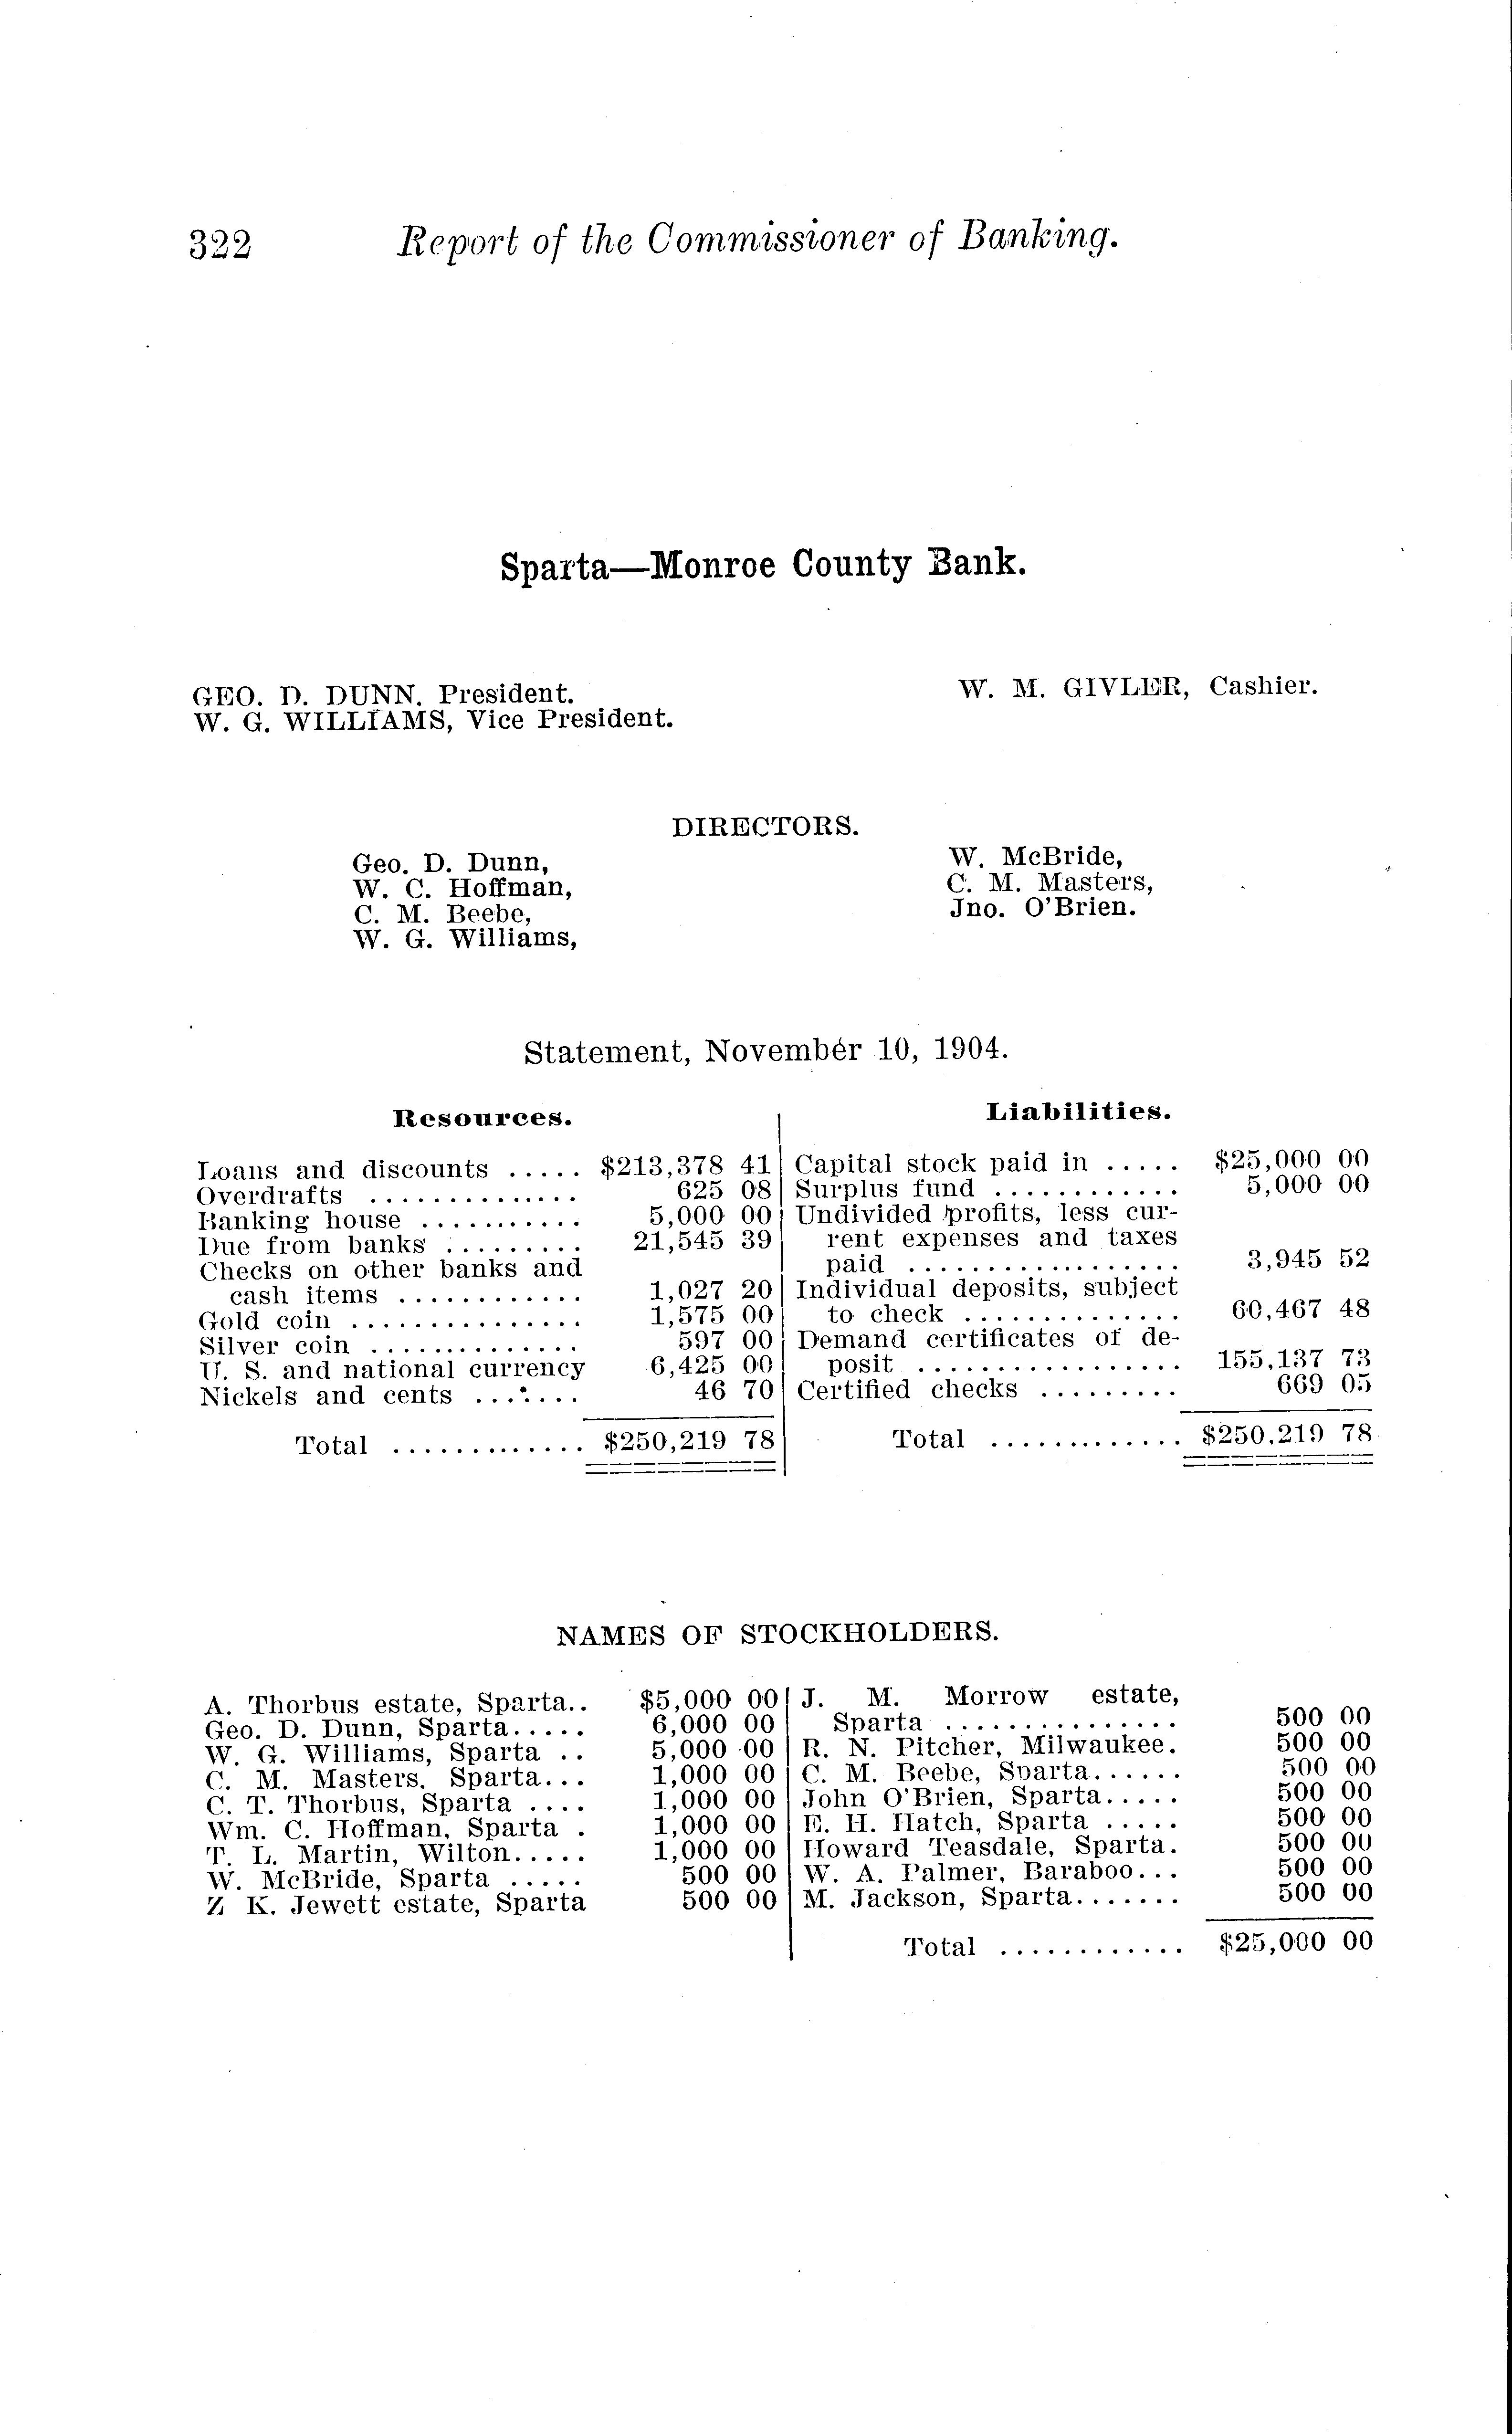 322 Report of the Commissioner of Banking.
Sparta—Monroe County Bank.
GEO. D. DUNN. President.
W. G. WILLIAMS, Vice President.
W. M. GIVLER, Cashier.
DIRECTORS.
Geo. D. Dunn,
W. C. Hoffman,
C. M. Beebe,
W. G. Williams,
W. McBride,
C. M. Masters,
Jno. O'Brien.
Statement, November 10, 1904.
Resources.
Loans and discounts ..... $213,378 41
Overdrafts .............. 625 08
Banking house ........... 5,000 00
Due from banks ......... 21,545 39
Checks on other banks and
cash items ............ 1,027 20
Gold coin ............... 1,575 00
Silver coin ............. 597 00
U. S. and national currency 6,425 00
Nickels and cents ....... 46 70
Total ............. $250,219 78
Liabilities.
Capital stock paid in ..... $25,000 00
Surplus fund ............ 5,000 00
Undivided profits, less cur-
rent expenses and taxes
paid ................. 3,945 52
Individual deposits, subject
to check .............. 60,467 48
Demand certificates of de-
posit ................. 155,137 73
Certified checks ......... 669 05
Total ............. $250,219 78
NAMES OF STOCKHOLDERS.
A. Thorbus estate, Sparta.. $5,000 00
Geo. D. Dunn, Sparta..... 6,000 00
W. G. Williams, Sparta .. 5,000 00
C. M. Masters. Sparta... 1,000 00
C. T. Thorbus, Sparta .... 1,000 00
Wm. C. Hoffman, Sparta . 1,000 00
T. L. Martin, Wilton..... 1,000 00
W. McBride, Sparta ..... 500 00
Z K. Jewett estate, Sparta 500 00
J. M. Morrow estate,
Sparta ............... 500 00
R. N. Pitcher, Milwaukee. 500 00
C. M. Beebe, Sparta...... 500 00
John O'Brien, Sparta..... 500 00
E. H. Hatch, Sparta ..... 500 00
Howard Teasdale, Sparta. 500 00
W. A. Palmer, Baraboo... 500 00
M. Jackson, Sparta....... 500 00
Total ............ $25,000 00